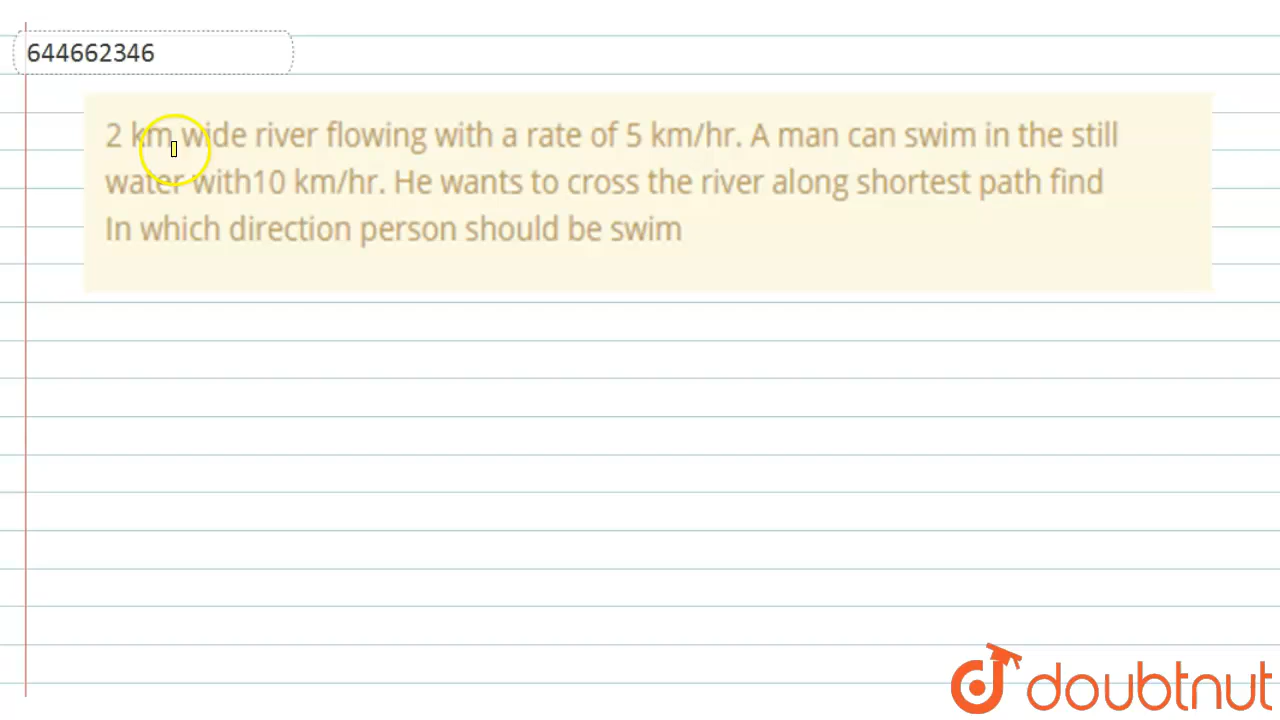 644662346
2 km wide river flowing with a rate of 5 km/hr. A man can swim in the still
water with10 km/hr. He wants to cross the river along shortest path find
In which direction person should be swim
doubtnut